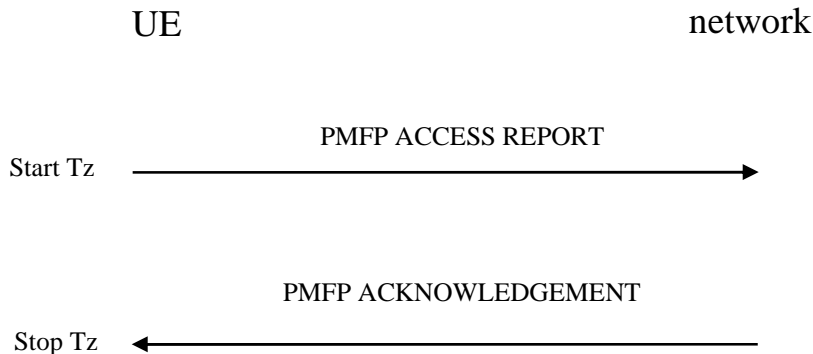 UE
network
PMFP ACCESS REPORT
Start Tz
PMFP ACKNOWLEDGEMENT
Stop Tz